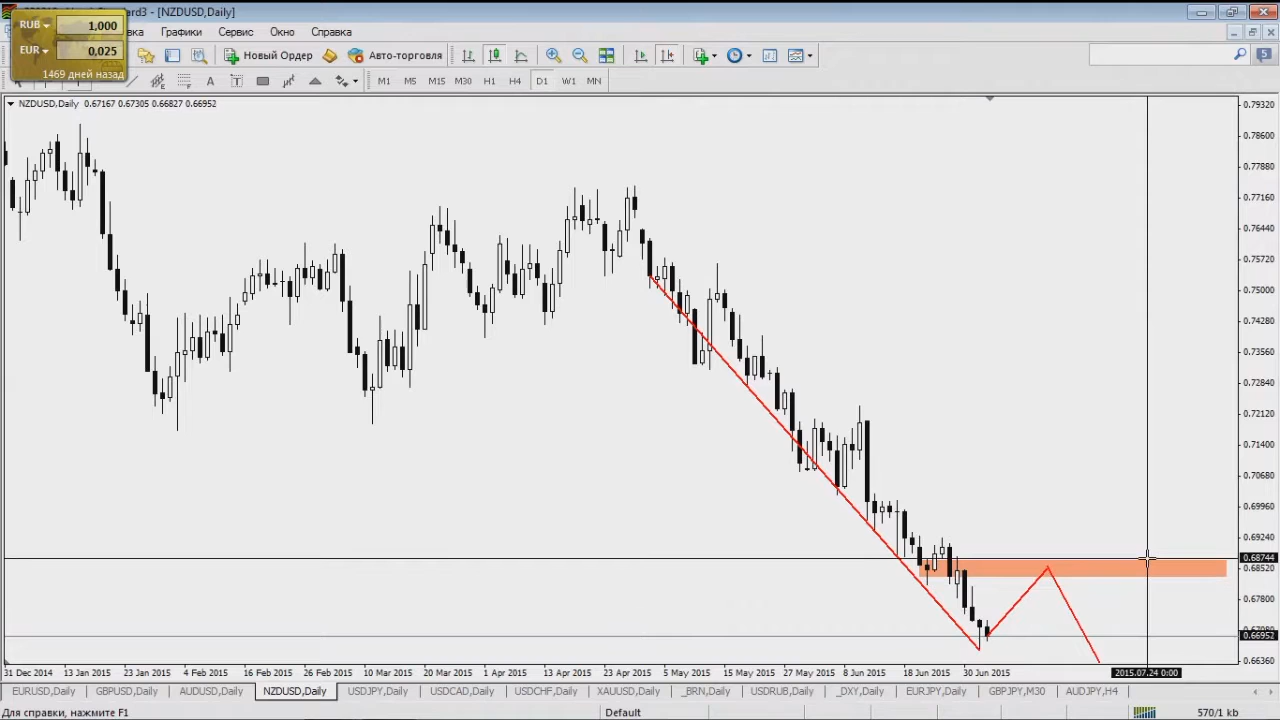 Standard3 - [NZDUSD,Daily]
RUB 1,000
EUR 0,025
1469 дней назад
Графики Сервис Окно Справка
Новый Ордер Авто-торговля
A T M1 M5 M15 M30 H1 H4 D1 W1 MN
5
NZDUSD,Daily 0.67167 0.67305 0.66827 0.66952
0.79320
0.78600
0.77880
0.77160
0.76440
0.75720
0.75000
0.74280
0.73560
0.72840
0.72120
0.71400
0.70680
0.69960
0.69240
0.68744
0.68520
0.67800
0.66952
0.66360
31 Dec 2014 13 Jan 2015 23 Jan 2015 4 Feb 2015 16 Feb 2015 26 Feb 2015 10 Mar 2015 20 Mar 2015 1 Apr 2015 13 Apr 2015 23 Apr 2015 5 May 2015 15 May 2015 27 May 2015 8 Jun 2015 18 Jun 2015 30 Jun 2015 2015.07.24 0:00
EURUSD,Daily GBPUSD,Daily AUDUSD,Daily NZDUSD,Daily USDJPY,Daily USDCAD,Daily USDCHF,Daily XAUUSD,Daily _BRN,Daily USDRUB,Daily _DXY,Daily EURJPY,Daily GBPJPY,M30 AUDJPY,H4
Для справки, нажмите F1 Default 570/1 kb